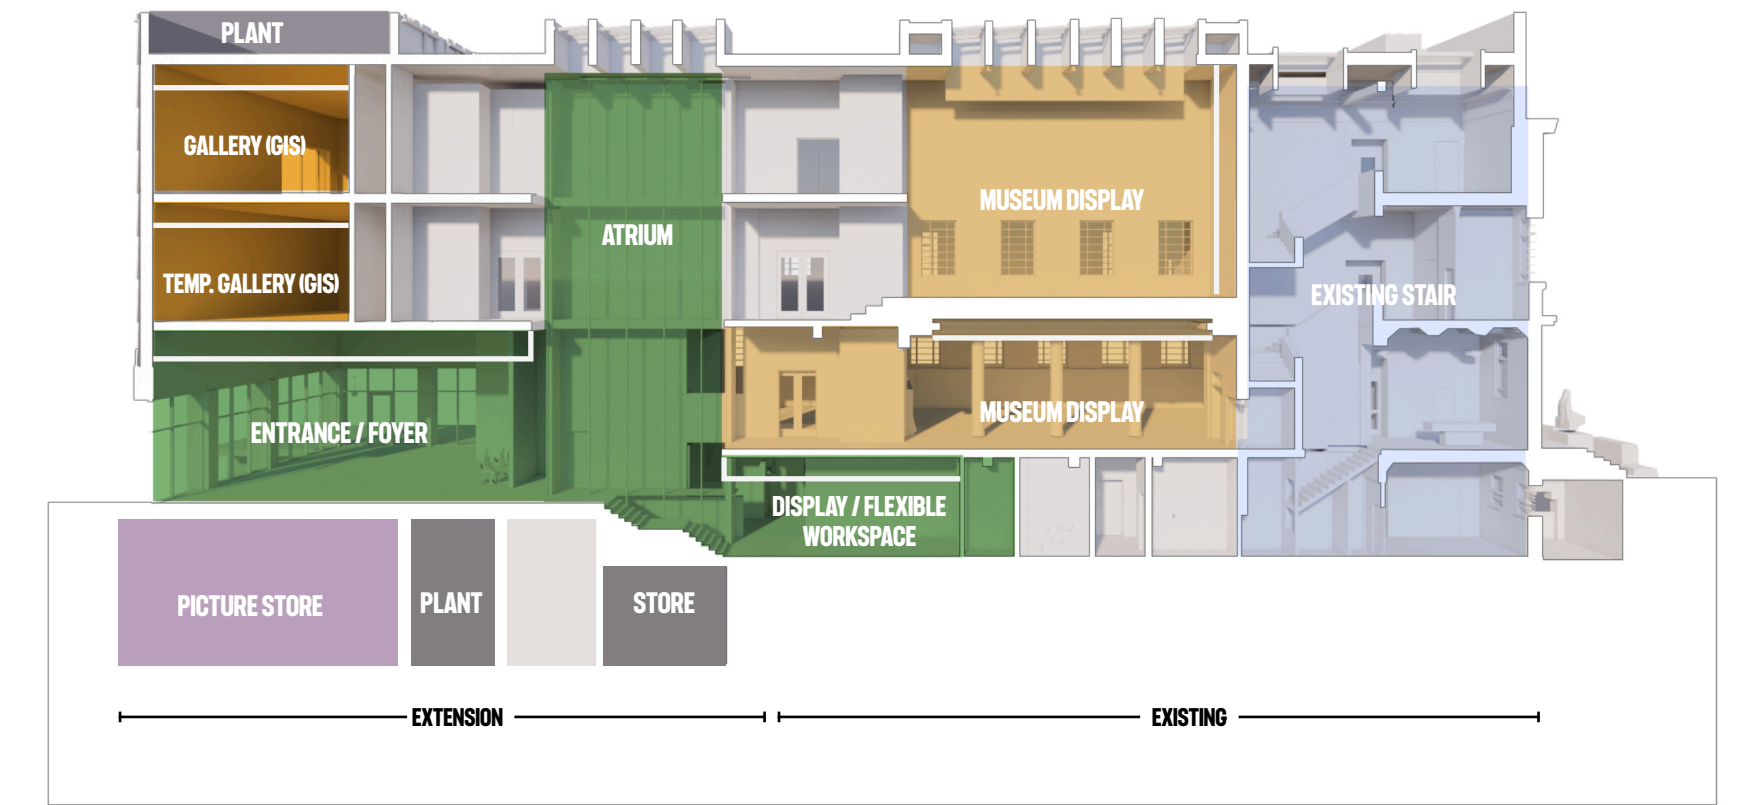 PLANT
GALLERY (GIS)
MUSEUM DISPLAY
ATRIUM
TEMP. GALLERY (GIS)
EXISTING STAIR
MUSEUM DISPLAY
ENTRANCE / FOYER
DISPLAY / FLEXIBLE
WORKSPACE
PICTURE STORE
PLANT
STORE
EXTENSION
EXISTING